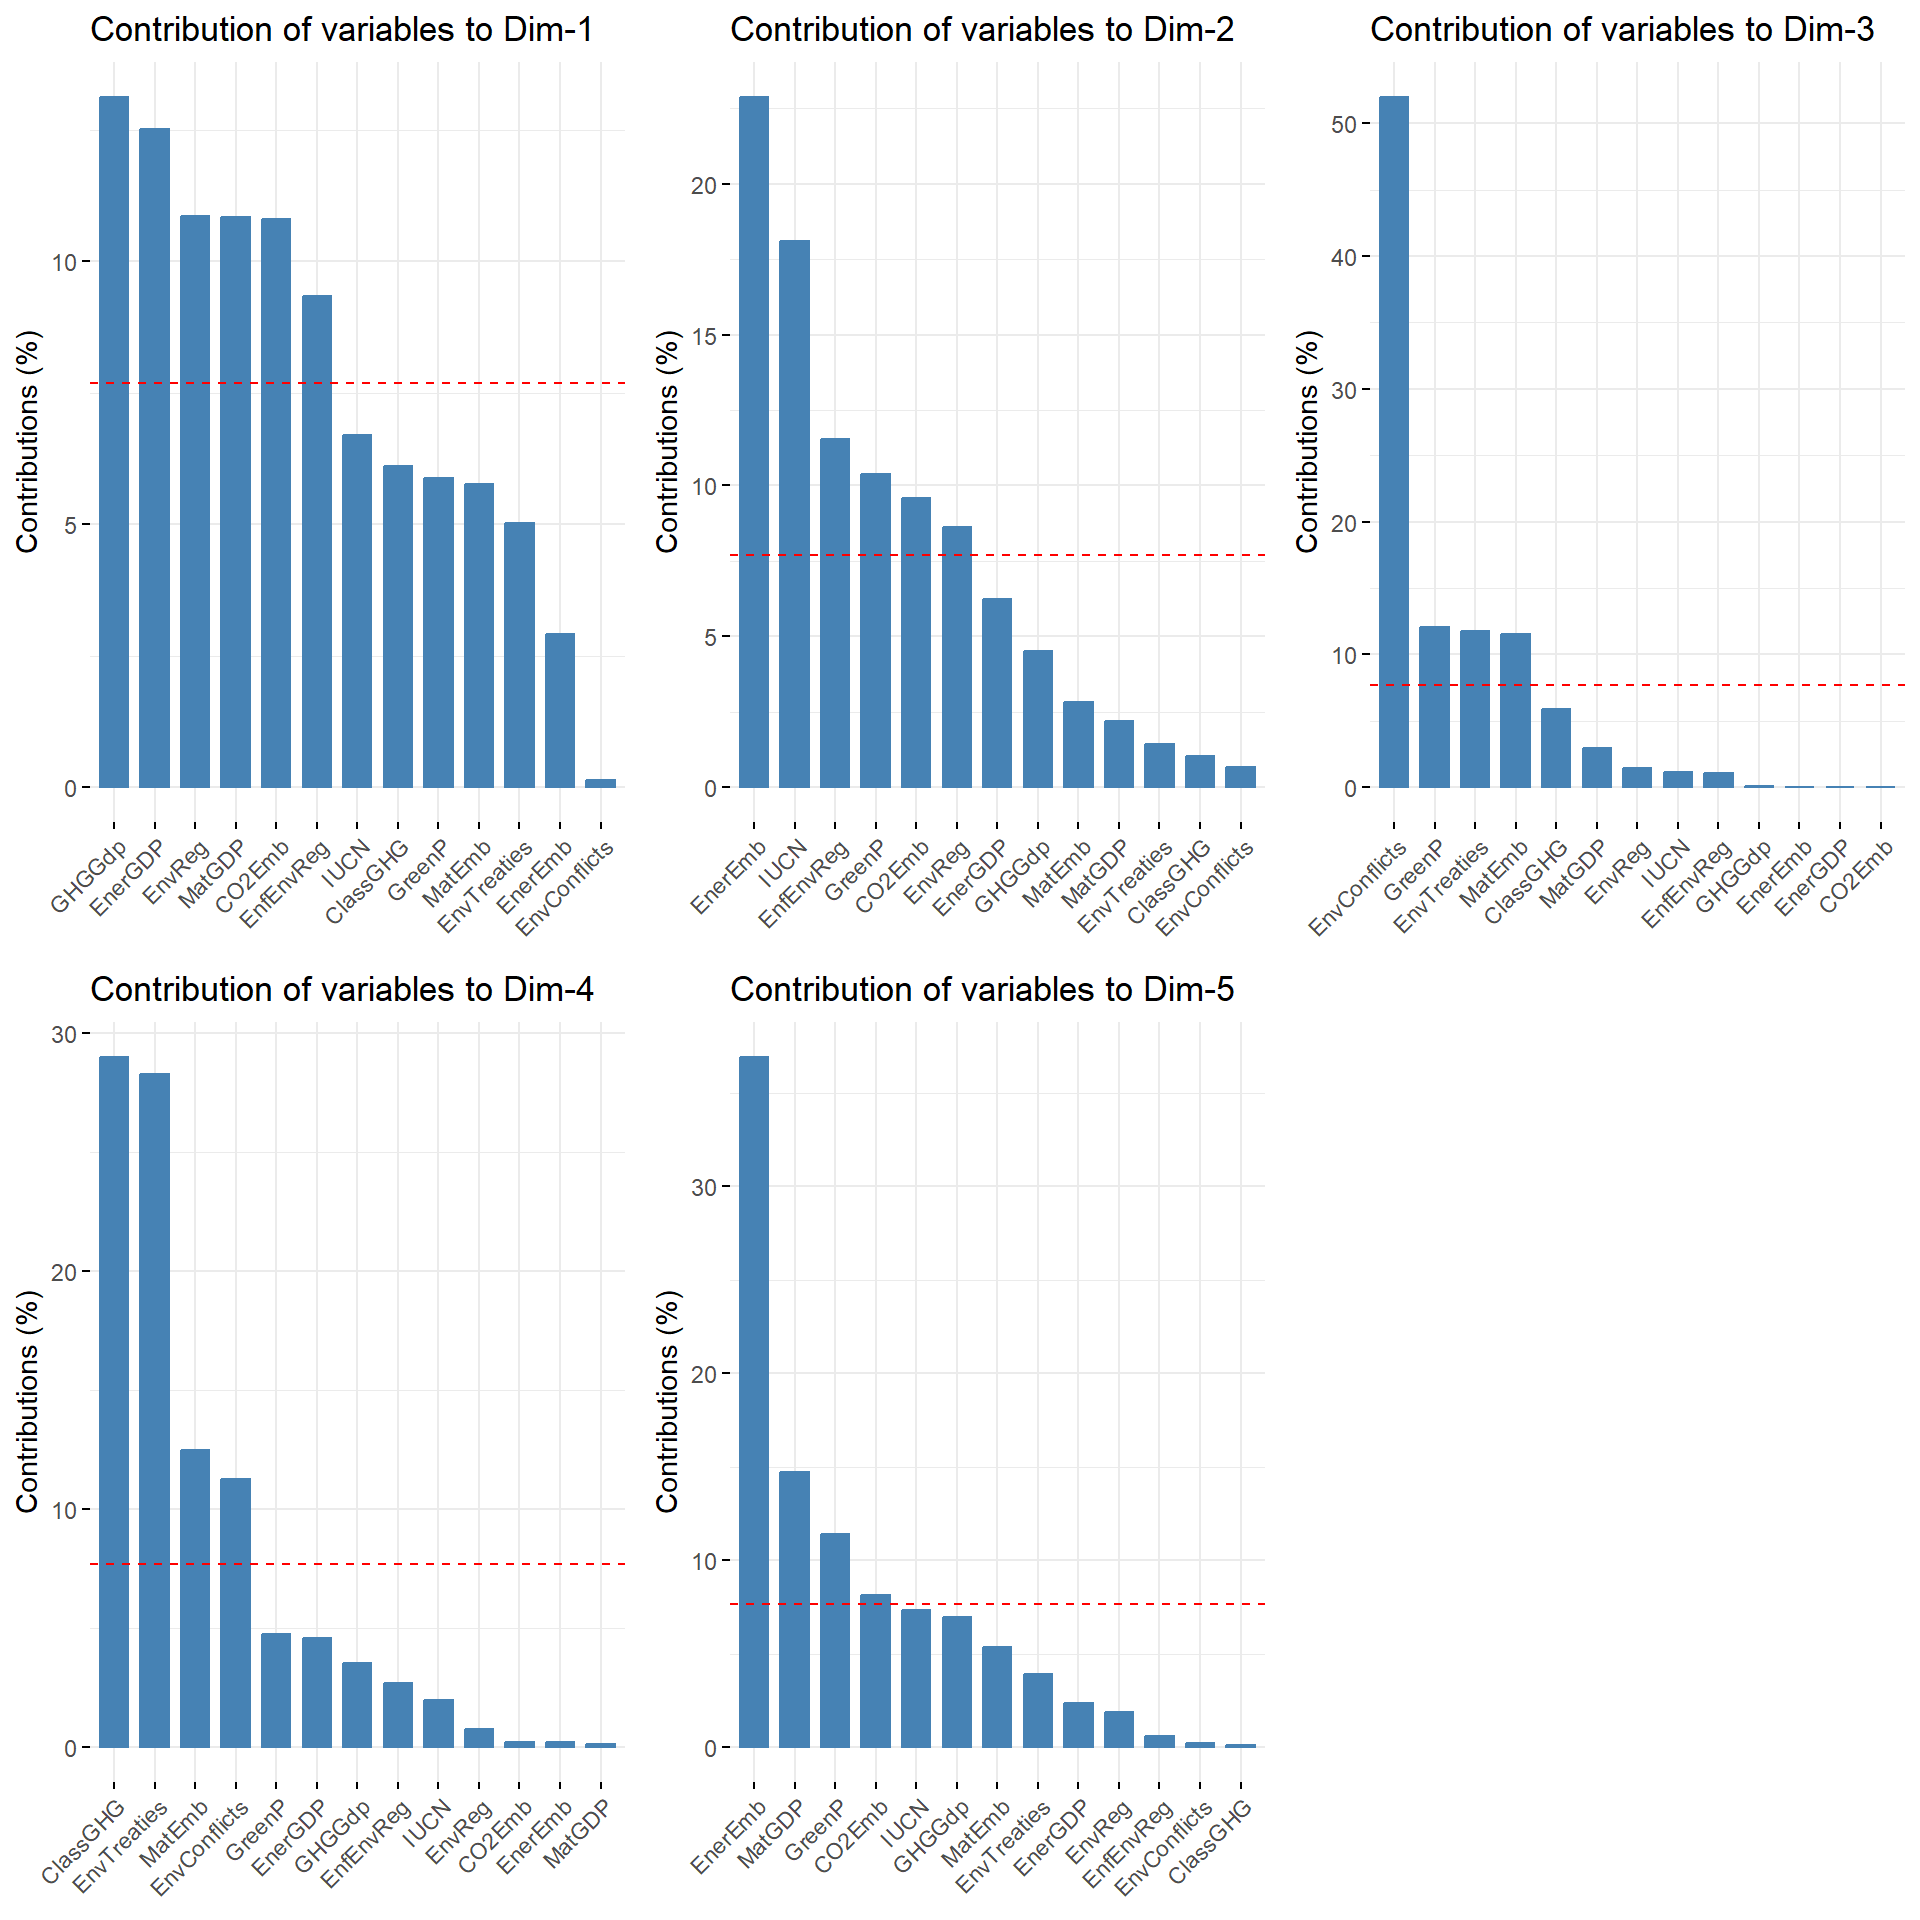 Contribution of variables to Dim-1
Contributions (%)
10
5
0
GHGGdp
EnerGDP
EnvReg
MatGDP
CO2Emb
EnfEnvReg
IUCN
ClassGHG
GreenP
MatEmb
EnvTreaties
EnerEmb
EnvConflicts
Contribution of variables to Dim-2
Contributions (%)
20
15
10
5
0
EnerEmb
IUCN
EnfEnvReg
GreenP
CO2Emb
EnvReg
EnerGDP
GHGGdp
MatEmb
MatGDP
EnvTreaties
ClassGHG
EnvConflicts
Contribution of variables to Dim-3
Contributions (%)
50
40
30
20
10
0
EnvConflicts
GreenP
EnvTreaties
MatEmb
ClassGHG
MatGDP
EnvReg
IUCN
EnfEnvReg
GHGGdp
EnerEmb
EnerGDP
CO2Emb
Contribution of variables to Dim-4
Contributions (%)
30
20
10
0
ClassGHG
EnvTreaties
MatEmb
EnvConflicts
GreenP
EnerGDP
GHGGdp
EnfEnvReg
IUCN
EnvReg
CO2Emb
EnerEmb
MatGDP
Contribution of variables to Dim-5
Contributions (%)
30
20
10
0
EnerEmb
MatGDP
GreenP
CO2Emb
IUCN
GHGGdp
MatEmb
EnvTreaties
EnerGDP
EnvReg
EnfEnvReg
EnvConflicts
ClassGHG